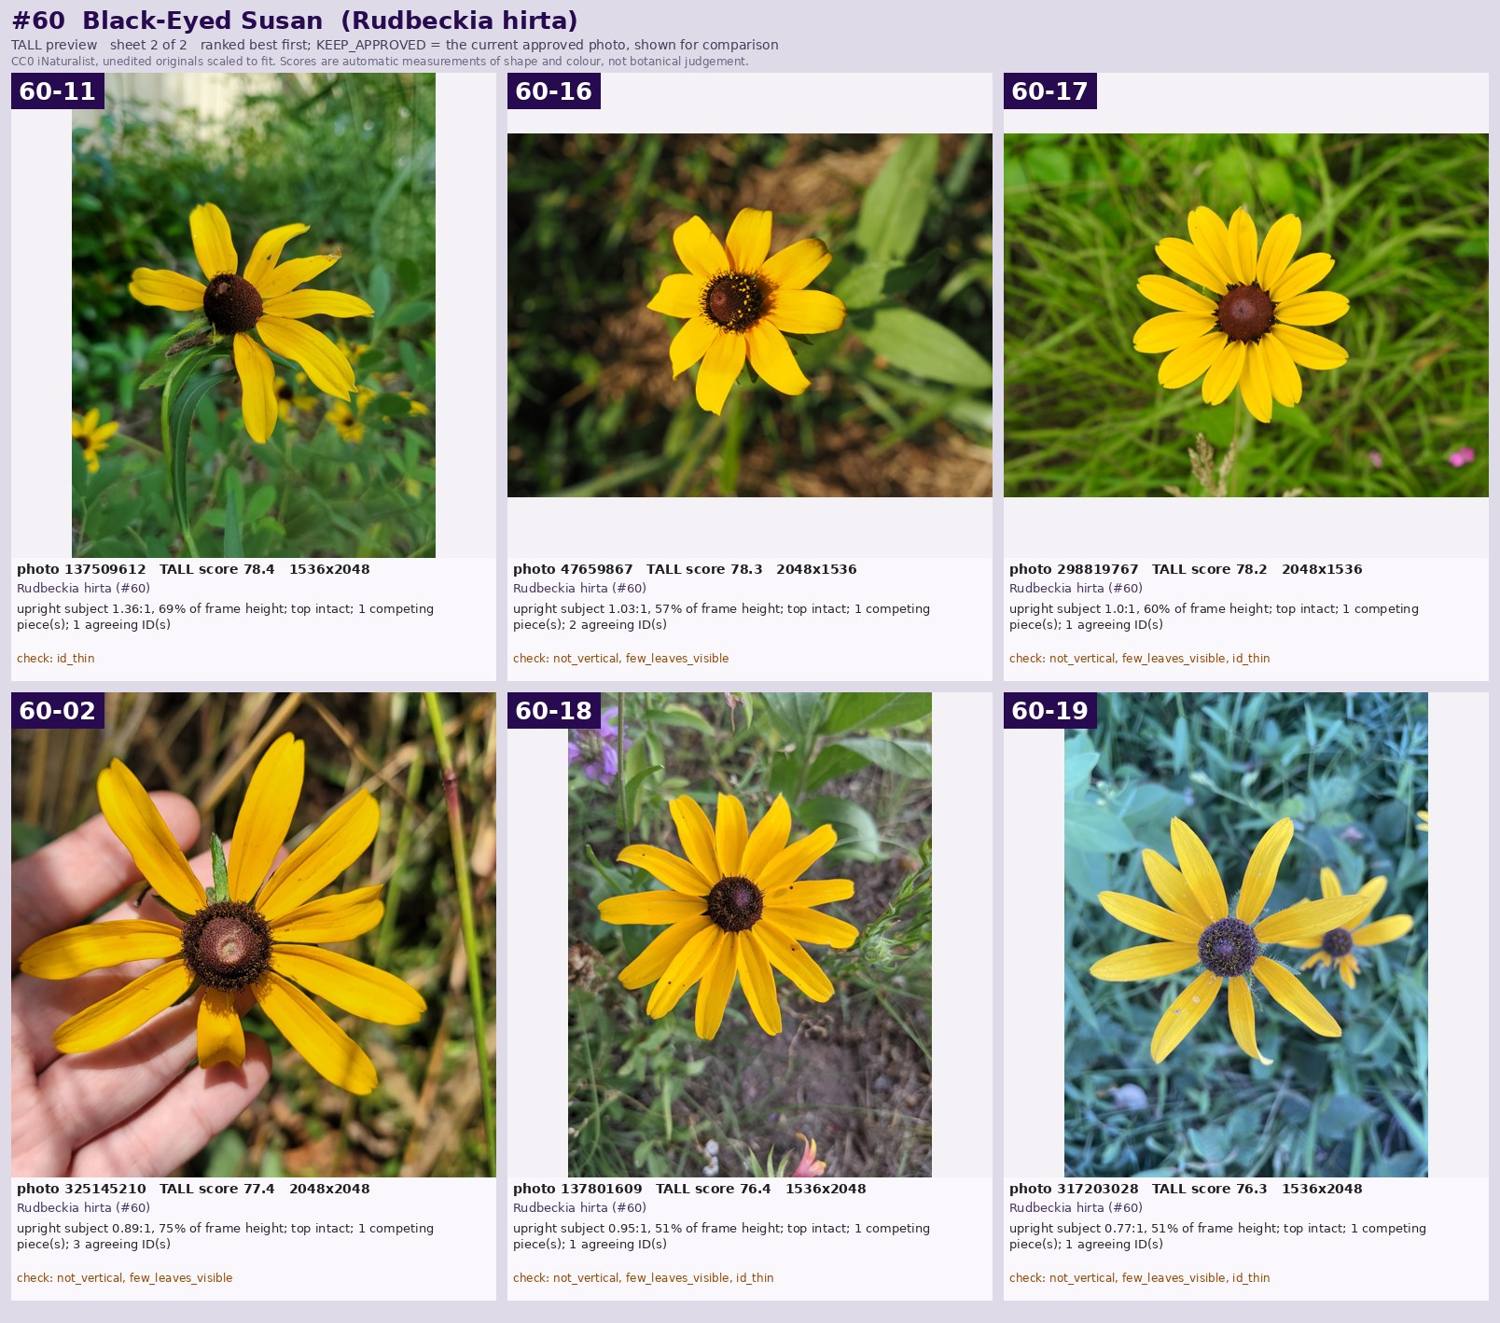 #60  Black-Eyed Susan  (Rudbeckia hirta)
TALL preview   sheet 2 of 2   ranked best first; KEEP_APPROVED = the current approved photo, shown for comparison
CC0 iNaturalist, unedited originals scaled to fit. Scores are automatic measurements of shape and colour, not botanical judgement.
60-11
photo 137509612   TALL score 78.4   1536x2048
Rudbeckia hirta (#60)
upright subject 1.36:1, 69% of frame height; top intact; 1 competing
piece(s); 1 agreeing ID(s)
check: id_thin
60-16
photo 47659867   TALL score 78.3   2048x1536
Rudbeckia hirta (#60)
upright subject 1.03:1, 57% of frame height; top intact; 1 competing
piece(s); 2 agreeing ID(s)
check: not_vertical, few_leaves_visible
60-17
photo 298819767   TALL score 78.2   2048x1536
Rudbeckia hirta (#60)
upright subject 1.0:1, 60% of frame height; top intact; 1 competing
piece(s); 1 agreeing ID(s)
check: not_vertical, few_leaves_visible, id_thin
60-02
photo 325145210   TALL score 77.4   2048x2048
Rudbeckia hirta (#60)
upright subject 0.89:1, 75% of frame height; top intact; 1 competing
piece(s); 3 agreeing ID(s)
check: not_vertical, few_leaves_visible
60-18
photo 137801609   TALL score 76.4   1536x2048
Rudbeckia hirta (#60)
upright subject 0.95:1, 51% of frame height; top intact; 1 competing
piece(s); 1 agreeing ID(s)
check: not_vertical, few_leaves_visible, id_thin
60-19
photo 317203028   TALL score 76.3   1536x2048
Rudbeckia hirta (#60)
upright subject 0.77:1, 51% of frame height; top intact; 1 competing
piece(s); 1 agreeing ID(s)
check: not_vertical, few_leaves_visible, id_thin